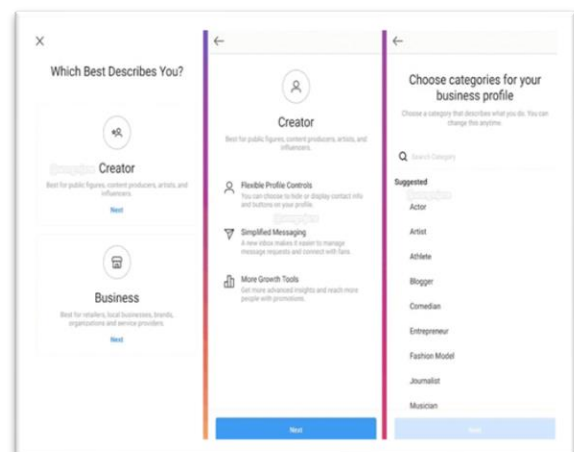 Which Best Describes You?
Creator
Best for public figures, content producers, artists, and
influencers.
Next
Business
Best for retailers, local businesses, brands,
organizations and service providers.
Next
Creator
Best for public figures, content producers, artists, and
influencers.
Flexible Profile Controls
You can choose to hide or display contact info
and buttons on your profile.
Simplified Messaging
A new inbox makes it easier to manage
message requests and connect with fans.
More Growth Tools
Get more advanced insights and reach more
people with promotions.
Next
Choose categories for your
business profile
Choose a category that describes what you do. You can
change this anytime.
Search Category
Suggested
Actor
Artist
Athlete
Blogger
Comedian
Entrepreneur
Fashion Model
Journalist
Musician
Next